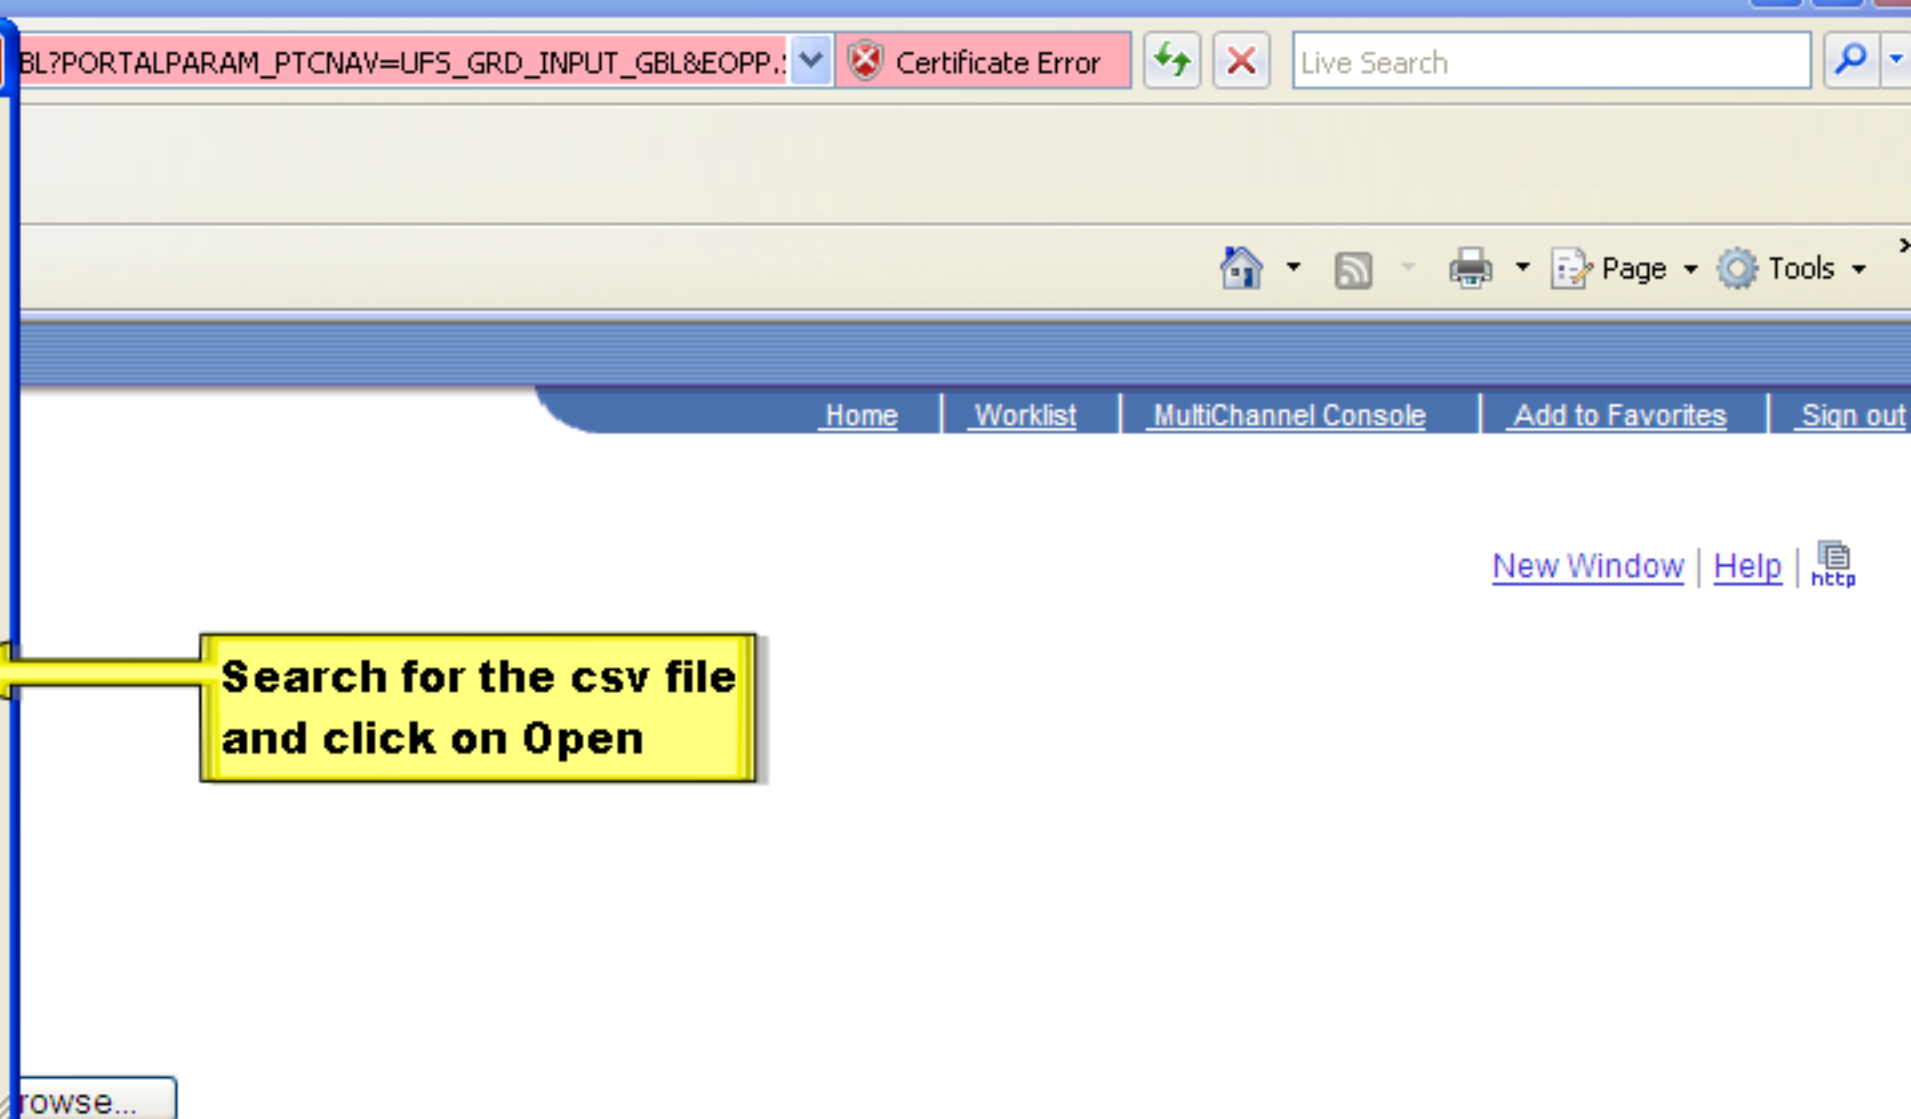 BL?PORTALPARAM_PTCNAV=UFS_GRD_INPUT_GBL&EOPP.
Certificate Error
Live Search
Page
Tools
Home
Worklist
MultiChannel Console
Add to Favorites
Sign out
New Window | Help | http
Search for the csv file
and click on Open
rowse...